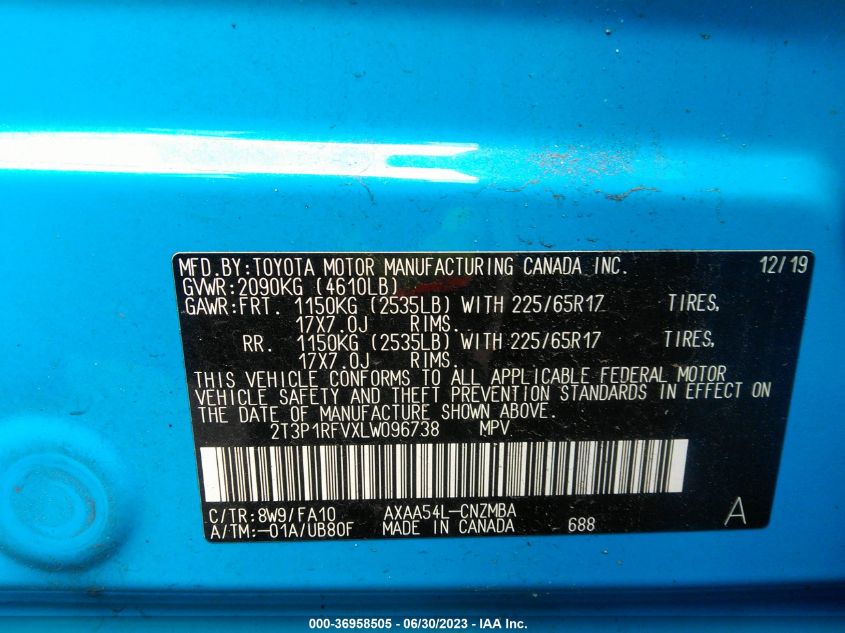 MFD.BY:TOYOTA MOTOR MANUFACTURING CANADA INC. 12/19
GVWR:2090KG (4610LB)
GAWR:FRT. 1150KG (2535LB) WITH 225/65R17 TIRES,
17X7.0J RIMS.
RR. 1150KG (2535LB) WITH 225/65R17 TIRES,
17X7.0J RIMS.
THIS VEHICLE CONFORMS TO ALL APPLICABLE FEDERAL MOTOR
VEHICLE SAFETY AND THEFT PREVENTION STANDARDS IN EFFECT ON
THE DATE OF MANUFACTURE SHOWN ABOVE.
2T3P1RFVXLW096738 MPV
C/TR:8W9/FA10 AXAA54L-CNZMBA
A/TM:-01A/UB80F MADE IN CANADA 688 A
000-36958505 - 06/30/2023 - IAA Inc.